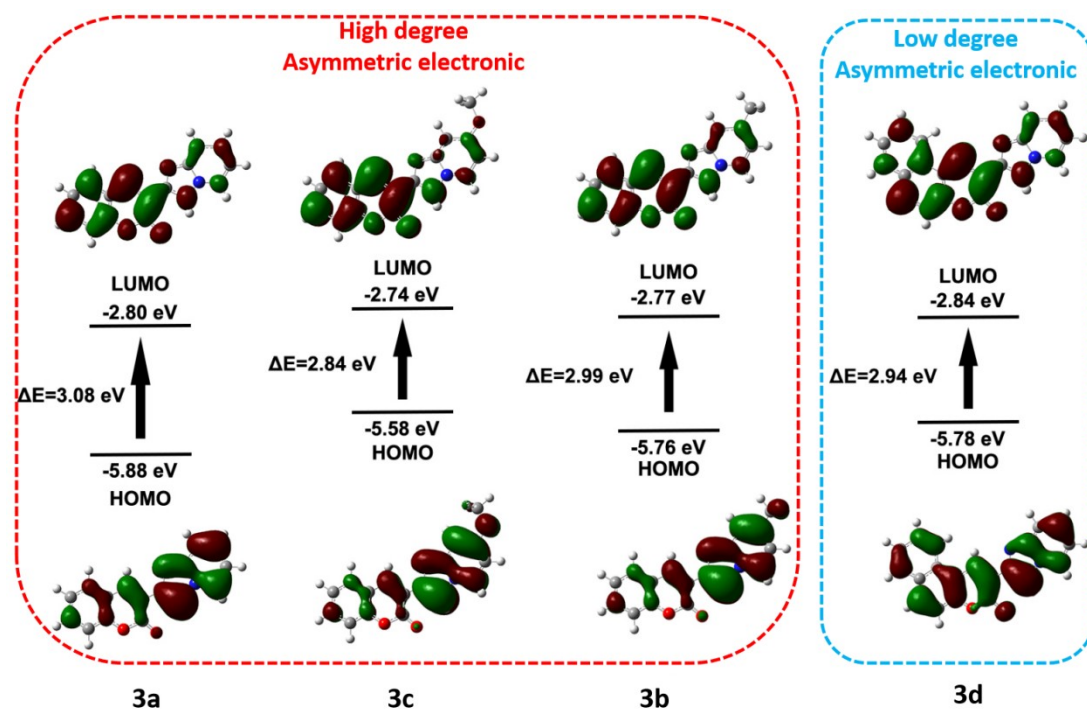 High degree
Asymmetric electronic
Low degree
Asymmetric electronic
LUMO
-2.80 eV
ΔE=3.08 eV
-5.88 eV
HOMO
3a
LUMO
-2.74 eV
ΔE=2.84 eV
-5.58 eV
HOMO
3c
LUMO
-2.77 eV
ΔE=2.99 eV
-5.76 eV
HOMO
3b
LUMO
-2.84 eV
ΔE=2.94 eV
-5.78 eV
HOMO
3d